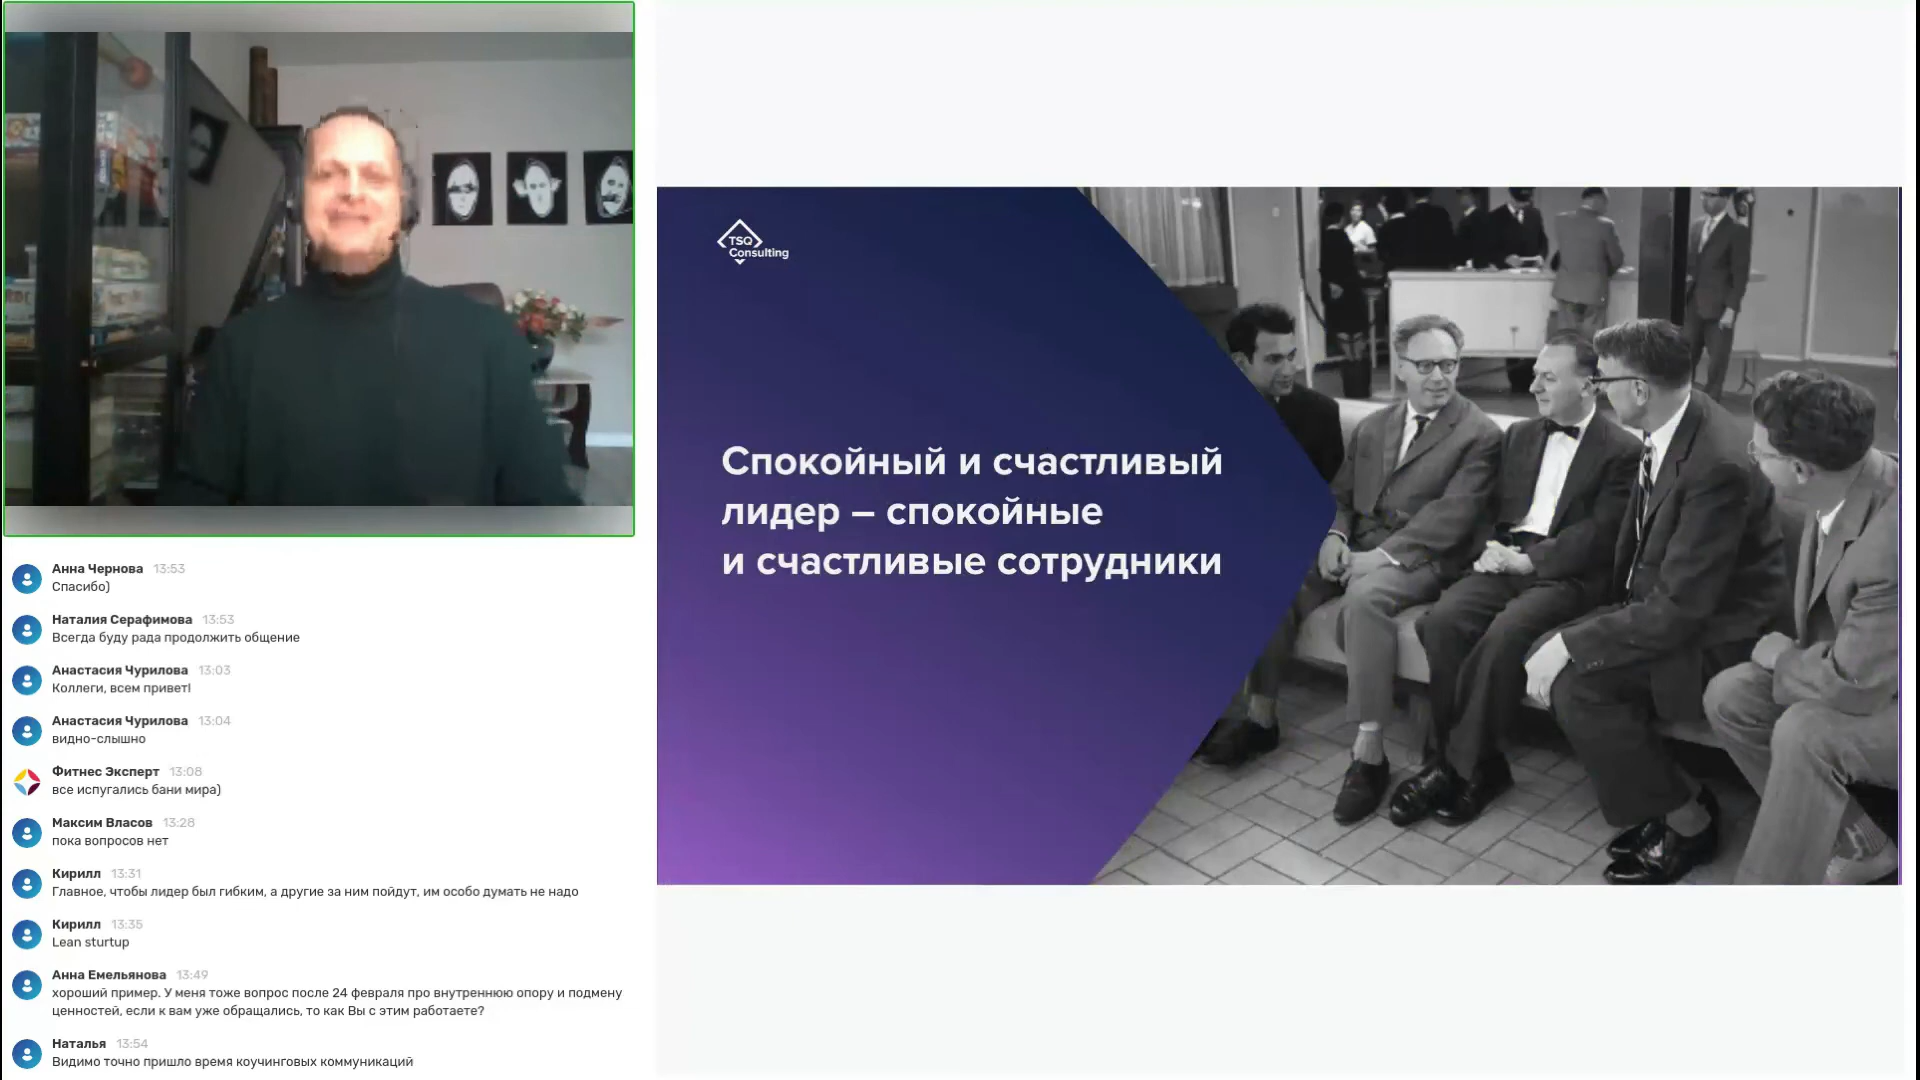 TSQ
Consulting
Спокойный и счастливый
лидер – спокойные
и счастливые сотрудники
Анна Чернова 13:53
Спасибо)
Наталия Серафимова 13:53
Всегда буду рада продолжить общение
Анастасия Чурилова 13:03
Коллеги, всем привет!
Анастасия Чурилова 13:04
видно-слышно
Фитнес Эксперт 13:08
все испугались бани мира)
Максим Власов 13:28
пока вопросов нет
Кирилл 13:31
Главное, чтобы лидер был гибким, а другие за ним пойдут, им особо думать не надо
Кирилл 13:35
Lean sturtup
Анна Емельянова 13:49
хороший пример. У меня тоже вопрос после 24 февраля про внутреннюю опору и подмену
ценностей, если к вам уже обращались, то как Вы с этим работаете?
Наталья 13:54
Видимо точно пришло время коучинговых коммуникаций